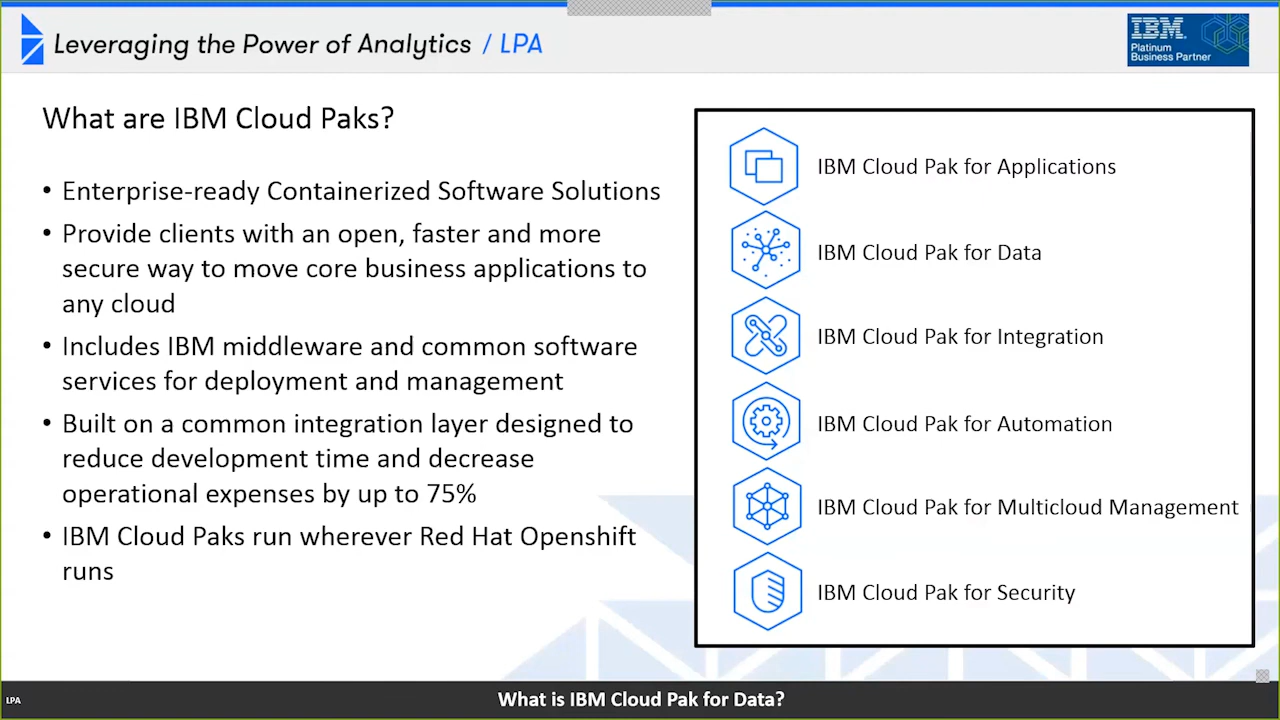 Leveraging the Power of Analytics / LPA
IBM
Platinum
Business Partner
What are IBM Cloud Paks?
• Enterprise-ready Containerized Software Solutions
• Provide clients with an open, faster and more
secure way to move core business applications to
any cloud
• Includes IBM middleware and common software
services for deployment and management
• Built on a common integration layer designed to
reduce development time and decrease
operational expenses by up to 75%
• IBM Cloud Paks run wherever Red Hat Openshift
runs
IBM Cloud Pak for Applications
IBM Cloud Pak for Data
IBM Cloud Pak for Integration
IBM Cloud Pak for Automation
IBM Cloud Pak for Multicloud Management
IBM Cloud Pak for Security
LPA
What is IBM Cloud Pak for Data?